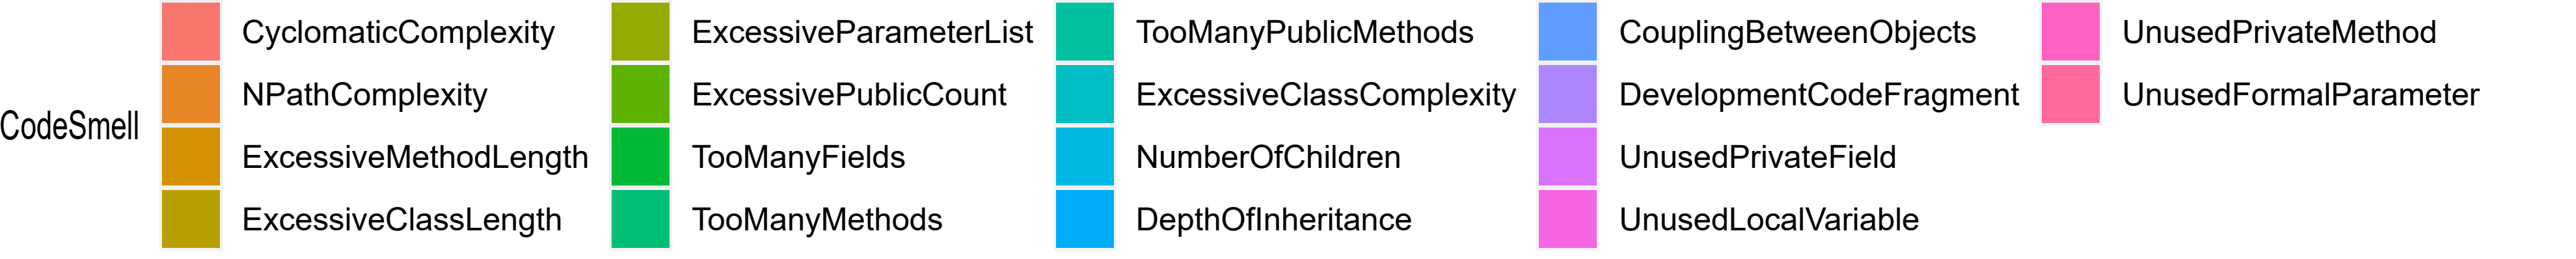 CodeSmell
CyclomaticComplexity
NPathComplexity
ExcessiveMethodLength
ExcessiveClassLength
ExcessiveParameterList
ExcessivePublicCount
TooManyFields
TooManyMethods
TooManyPublicMethods
ExcessiveClassComplexity
NumberOfChildren
DepthOfInheritance
CouplingBetweenObjects
DevelopmentCodeFragment
UnusedPrivateField
UnusedLocalVariable
UnusedPrivateMethod
UnusedFormalParameter